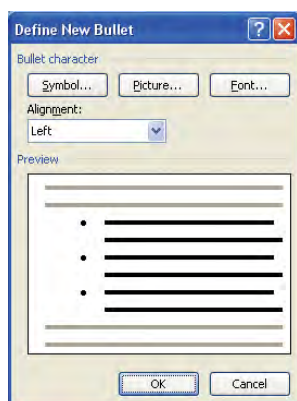 Define New Bullet
Bullet character
Symbol... Picture... Font...
Alignment:
Left
Preview
OK Cancel